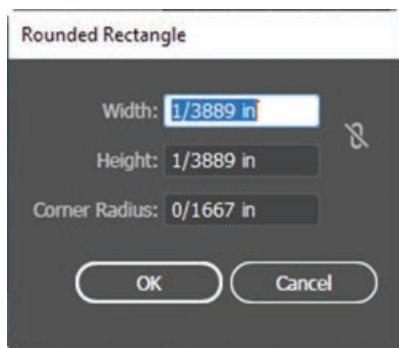 Rounded Rectangle
Width: 1/3889 in
Height: 1/3889 in
Corner Radius: 0/1667 in
OK Cancel